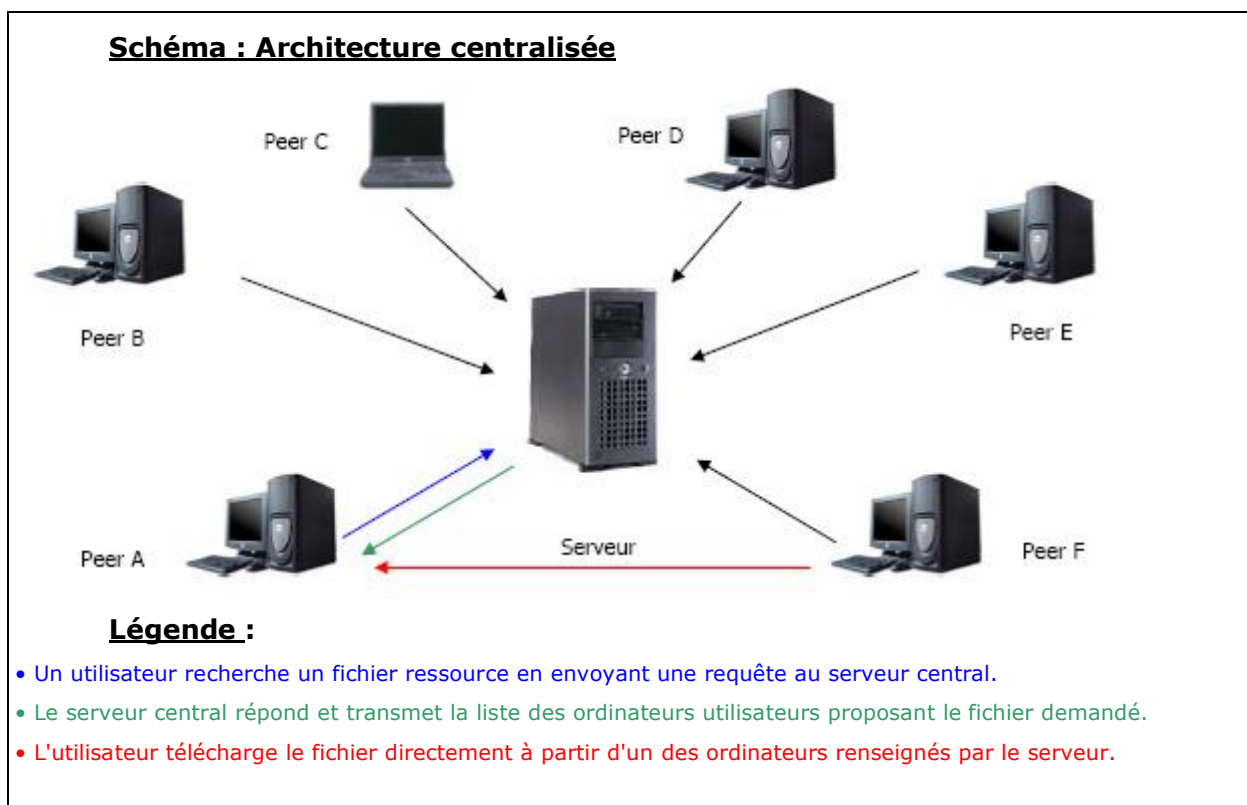 Schéma : Architecture centralisée
Peer C
Peer D
Peer B
Peer E
Peer A
Serveur
Peer F
Légende :
• Un utilisateur recherche un fichier ressource en envoyant une requête au serveur central.
• Le serveur central répond et transmet la liste des ordinateurs utilisateurs proposant le fichier demandé.
• L'utilisateur télécharge le fichier directement à partir d'un des ordinateurs renseignés par le serveur.